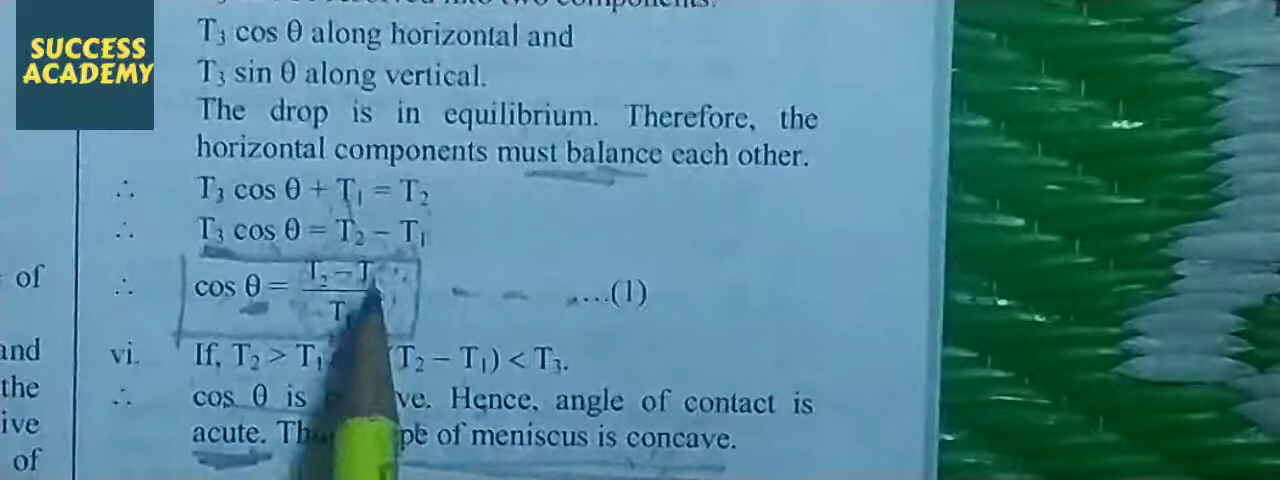 SUCCESS
ACADEMY
T₃ cos θ along horizontal and
T₃ sin θ along vertical.
The drop is in equilibrium. Therefore, the
horizontal components must balance each other.
∴ T₃ cos θ + T₁ = T₂
∴ T₃ cos θ = T₂ − T₁
of
∴ cos θ = T₂ − T / T ....(1)
and
vi. If, T₂ > T₁ (T₂ − T₁) < T₃.
the
∴ cos θ is ve. Hence, angle of contact is
ive
acute. of meniscus is concave.
of